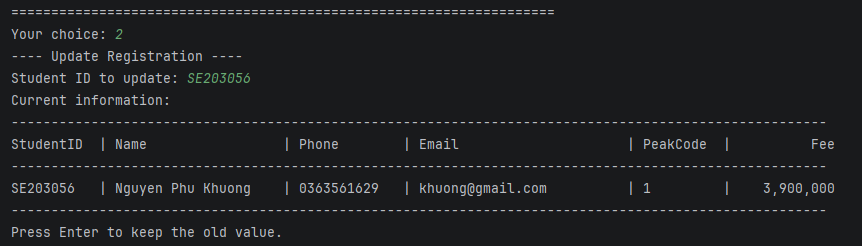 ====================================================================
Your choice: 2
---- Update Registration ----
Student ID to update: SE203056
Current information:
------------------------------------------------------------------------------------------------------
StudentID  | Name                 | Phone        | Email                     | PeakCode  |          Fee
------------------------------------------------------------------------------------------------------
SE203056   | Nguyen Phu Khuong    | 0363561629   | khuong@gmail.com          | 1         |    3,900,000
------------------------------------------------------------------------------------------------------
Press Enter to keep the old value.